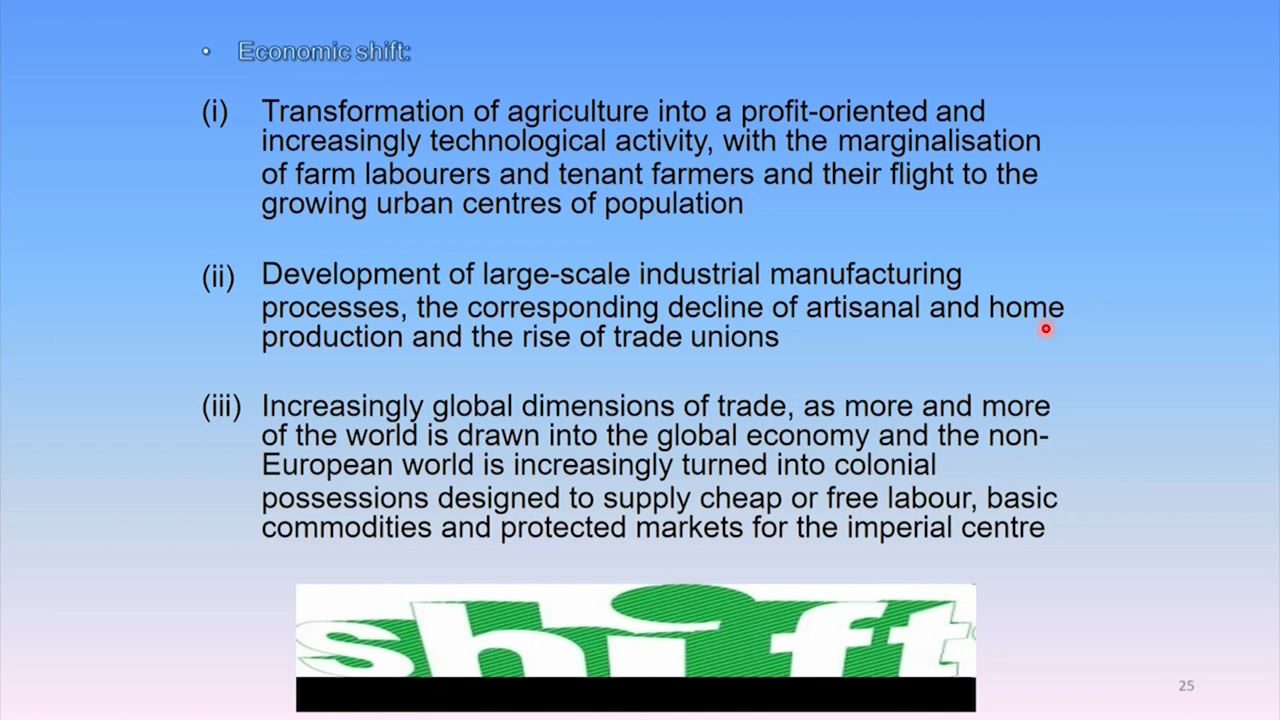 • Economic shift:
(i) Transformation of agriculture into a profit-oriented and
increasingly technological activity, with the marginalisation
of farm labourers and tenant farmers and their flight to the
growing urban centres of population
(ii) Development of large-scale industrial manufacturing
processes, the corresponding decline of artisanal and home
production and the rise of trade unions
(iii) Increasingly global dimensions of trade, as more and more
of the world is drawn into the global economy and the non-
European world is increasingly turned into colonial
possessions designed to supply cheap or free labour, basic
commodities and protected markets for the imperial centre
shift
25